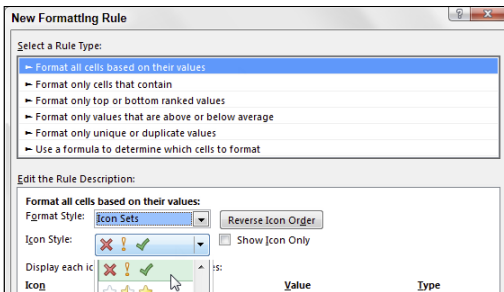 New Formatting Rule
Select a Rule Type:
► Format all cells based on their values
► Format only cells that contain
► Format only top or bottom ranked values
► Format only values that are above or below average
► Format only unique or duplicate values
► Use a formula to determine which cells to format
Edit the Rule Description:
Format all cells based on their values:
Format Style: Icon Sets Reverse Icon Order
Icon Style: Show Icon Only
Display each ic es:
Icon Value Type